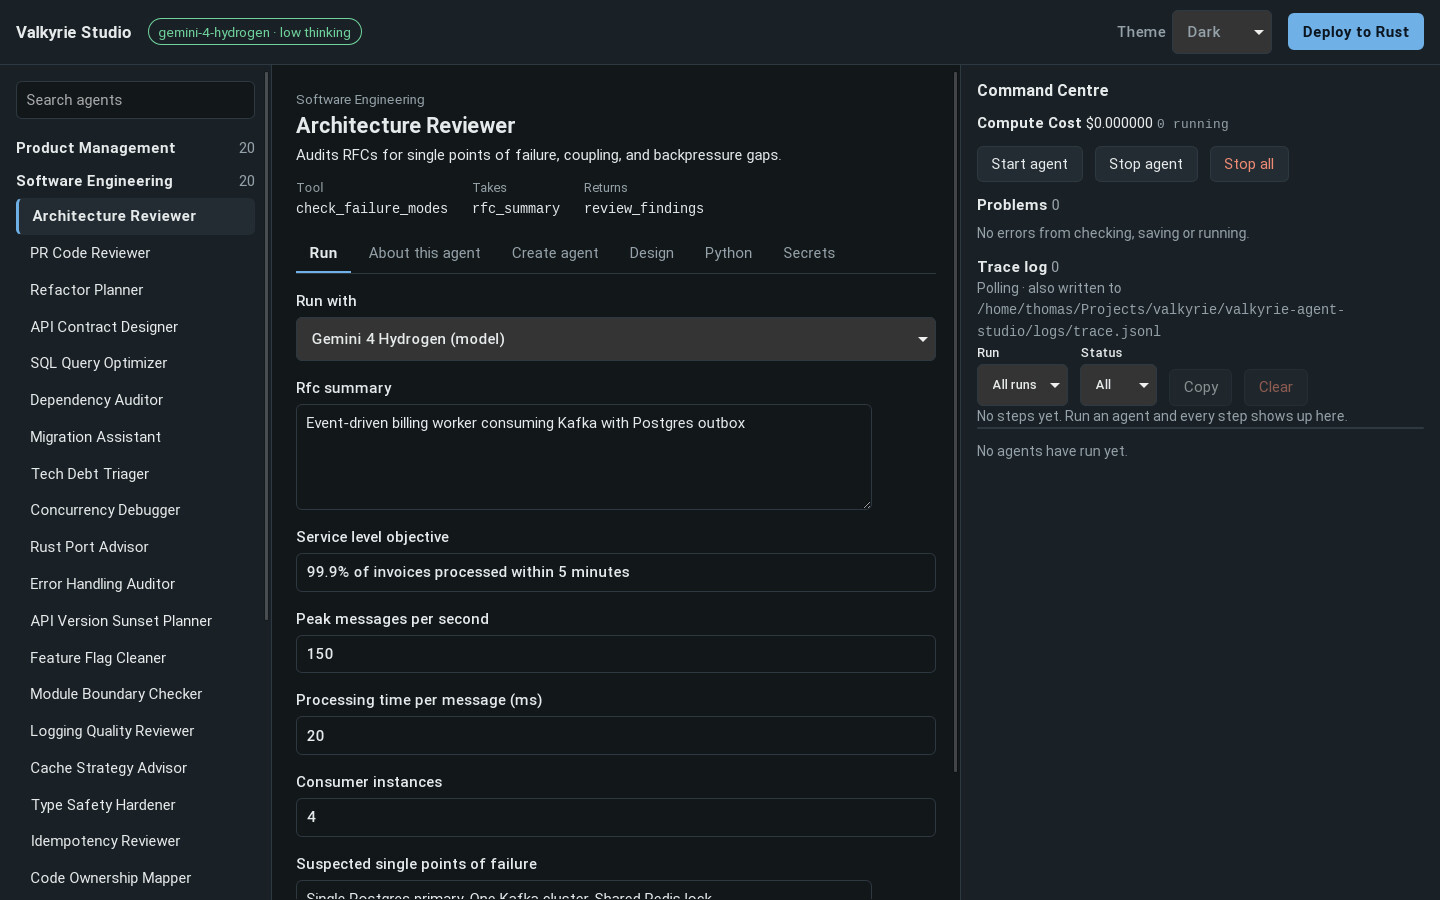 Valkyrie Studio
gemini-4-hydrogen · low thinking
Theme
Dark
Deploy to Rust
Search agents
Product Management 20
Software Engineering 20
Architecture Reviewer
PR Code Reviewer
Refactor Planner
API Contract Designer
SQL Query Optimizer
Dependency Auditor
Migration Assistant
Tech Debt Triager
Concurrency Debugger
Rust Port Advisor
Error Handling Auditor
API Version Sunset Planner
Feature Flag Cleaner
Module Boundary Checker
Logging Quality Reviewer
Cache Strategy Advisor
Type Safety Hardener
Idempotency Reviewer
Code Ownership Mapper
Software Engineering
Architecture Reviewer
Audits RFCs for single points of failure, coupling, and backpressure gaps.
Tool Takes Returns
check_failure_modes rfc_summary review_findings
Run About this agent Create agent Design Python Secrets
Run with
Gemini 4 Hydrogen (model)
Rfc summary
Event-driven billing worker consuming Kafka with Postgres outbox
Service level objective
99.9% of invoices processed within 5 minutes
Peak messages per second
150
Processing time per message (ms)
20
Consumer instances
4
Suspected single points of failure
Single Postgres primary, One Kafka cluster, Shared Redis lock
Command Centre
Compute Cost $0.000000 0 running
Start agent Stop agent Stop all
Problems 0
No errors from checking, saving or running.
Trace log 0
Polling · also written to
/home/thomas/Projects/valkyrie/valkyrie-agent-
studio/logs/trace.jsonl
Run Status
All runs All Copy Clear
No steps yet. Run an agent and every step shows up here.
No agents have run yet.